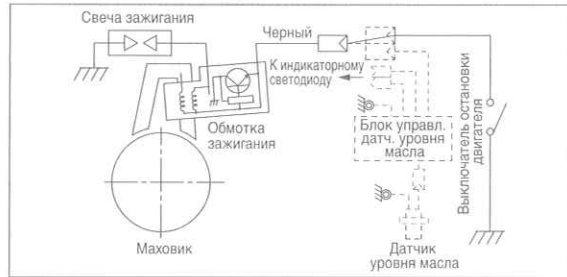 Свеча зажигания
Черный
К индикаторному
светодиоду
Обмотка
зажигания
Блок управл.
датч. уровня
масла
Выключатель остановки
двигателя
Маховик
Датчик
уровня масла